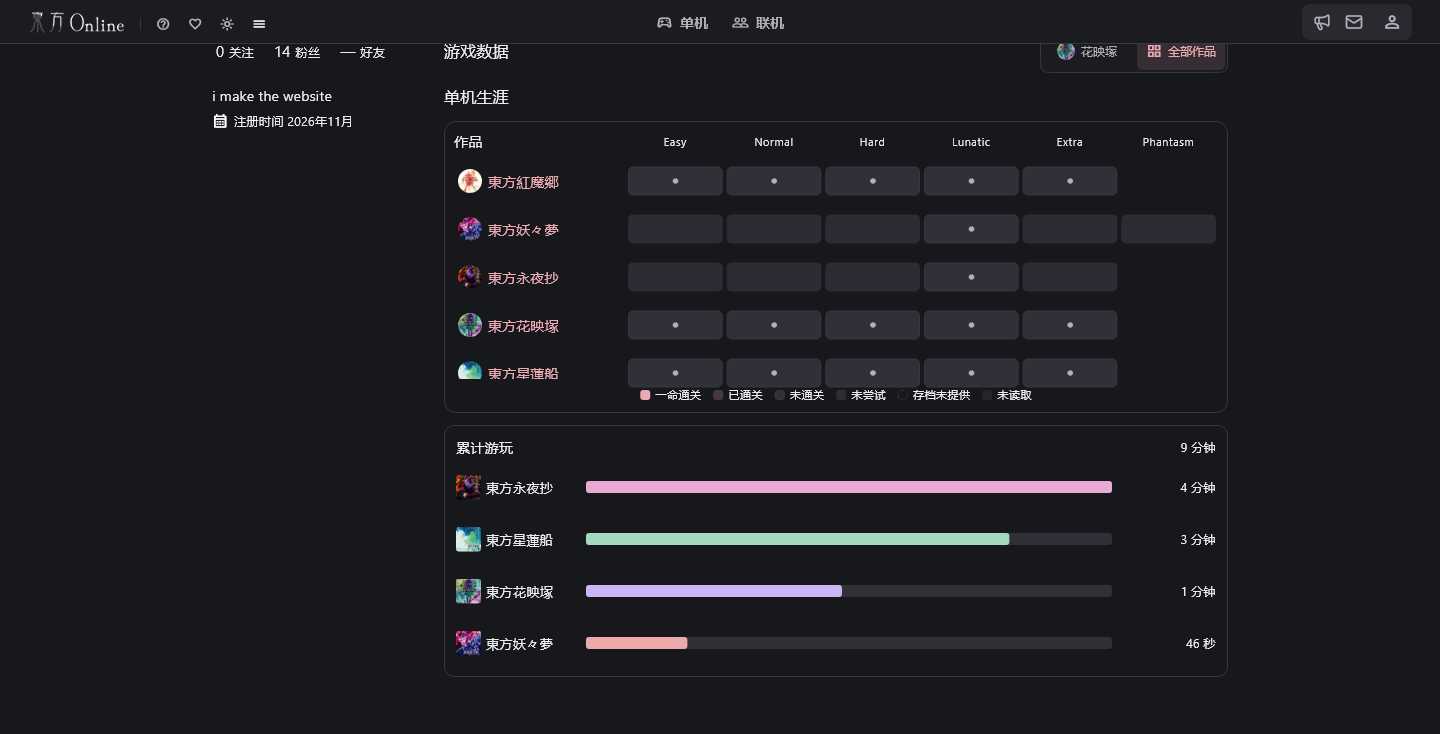 東方Online
单机
联机
0 关注 14 粉丝 — 好友
i make the website
注册时间 2026年11月
游戏数据
花映塚
全部作品
单机生涯
作品 Easy Normal Hard Lunatic Extra Phantasm
東方紅魔郷
東方妖々夢
東方永夜抄
東方花映塚
東方星蓮船
一命通关 已通关 未通关 未尝试 存档未提供 未读取
累计游玩 9 分钟
東方永夜抄 4 分钟
東方星蓮船 3 分钟
東方花映塚 1 分钟
東方妖々夢 46 秒